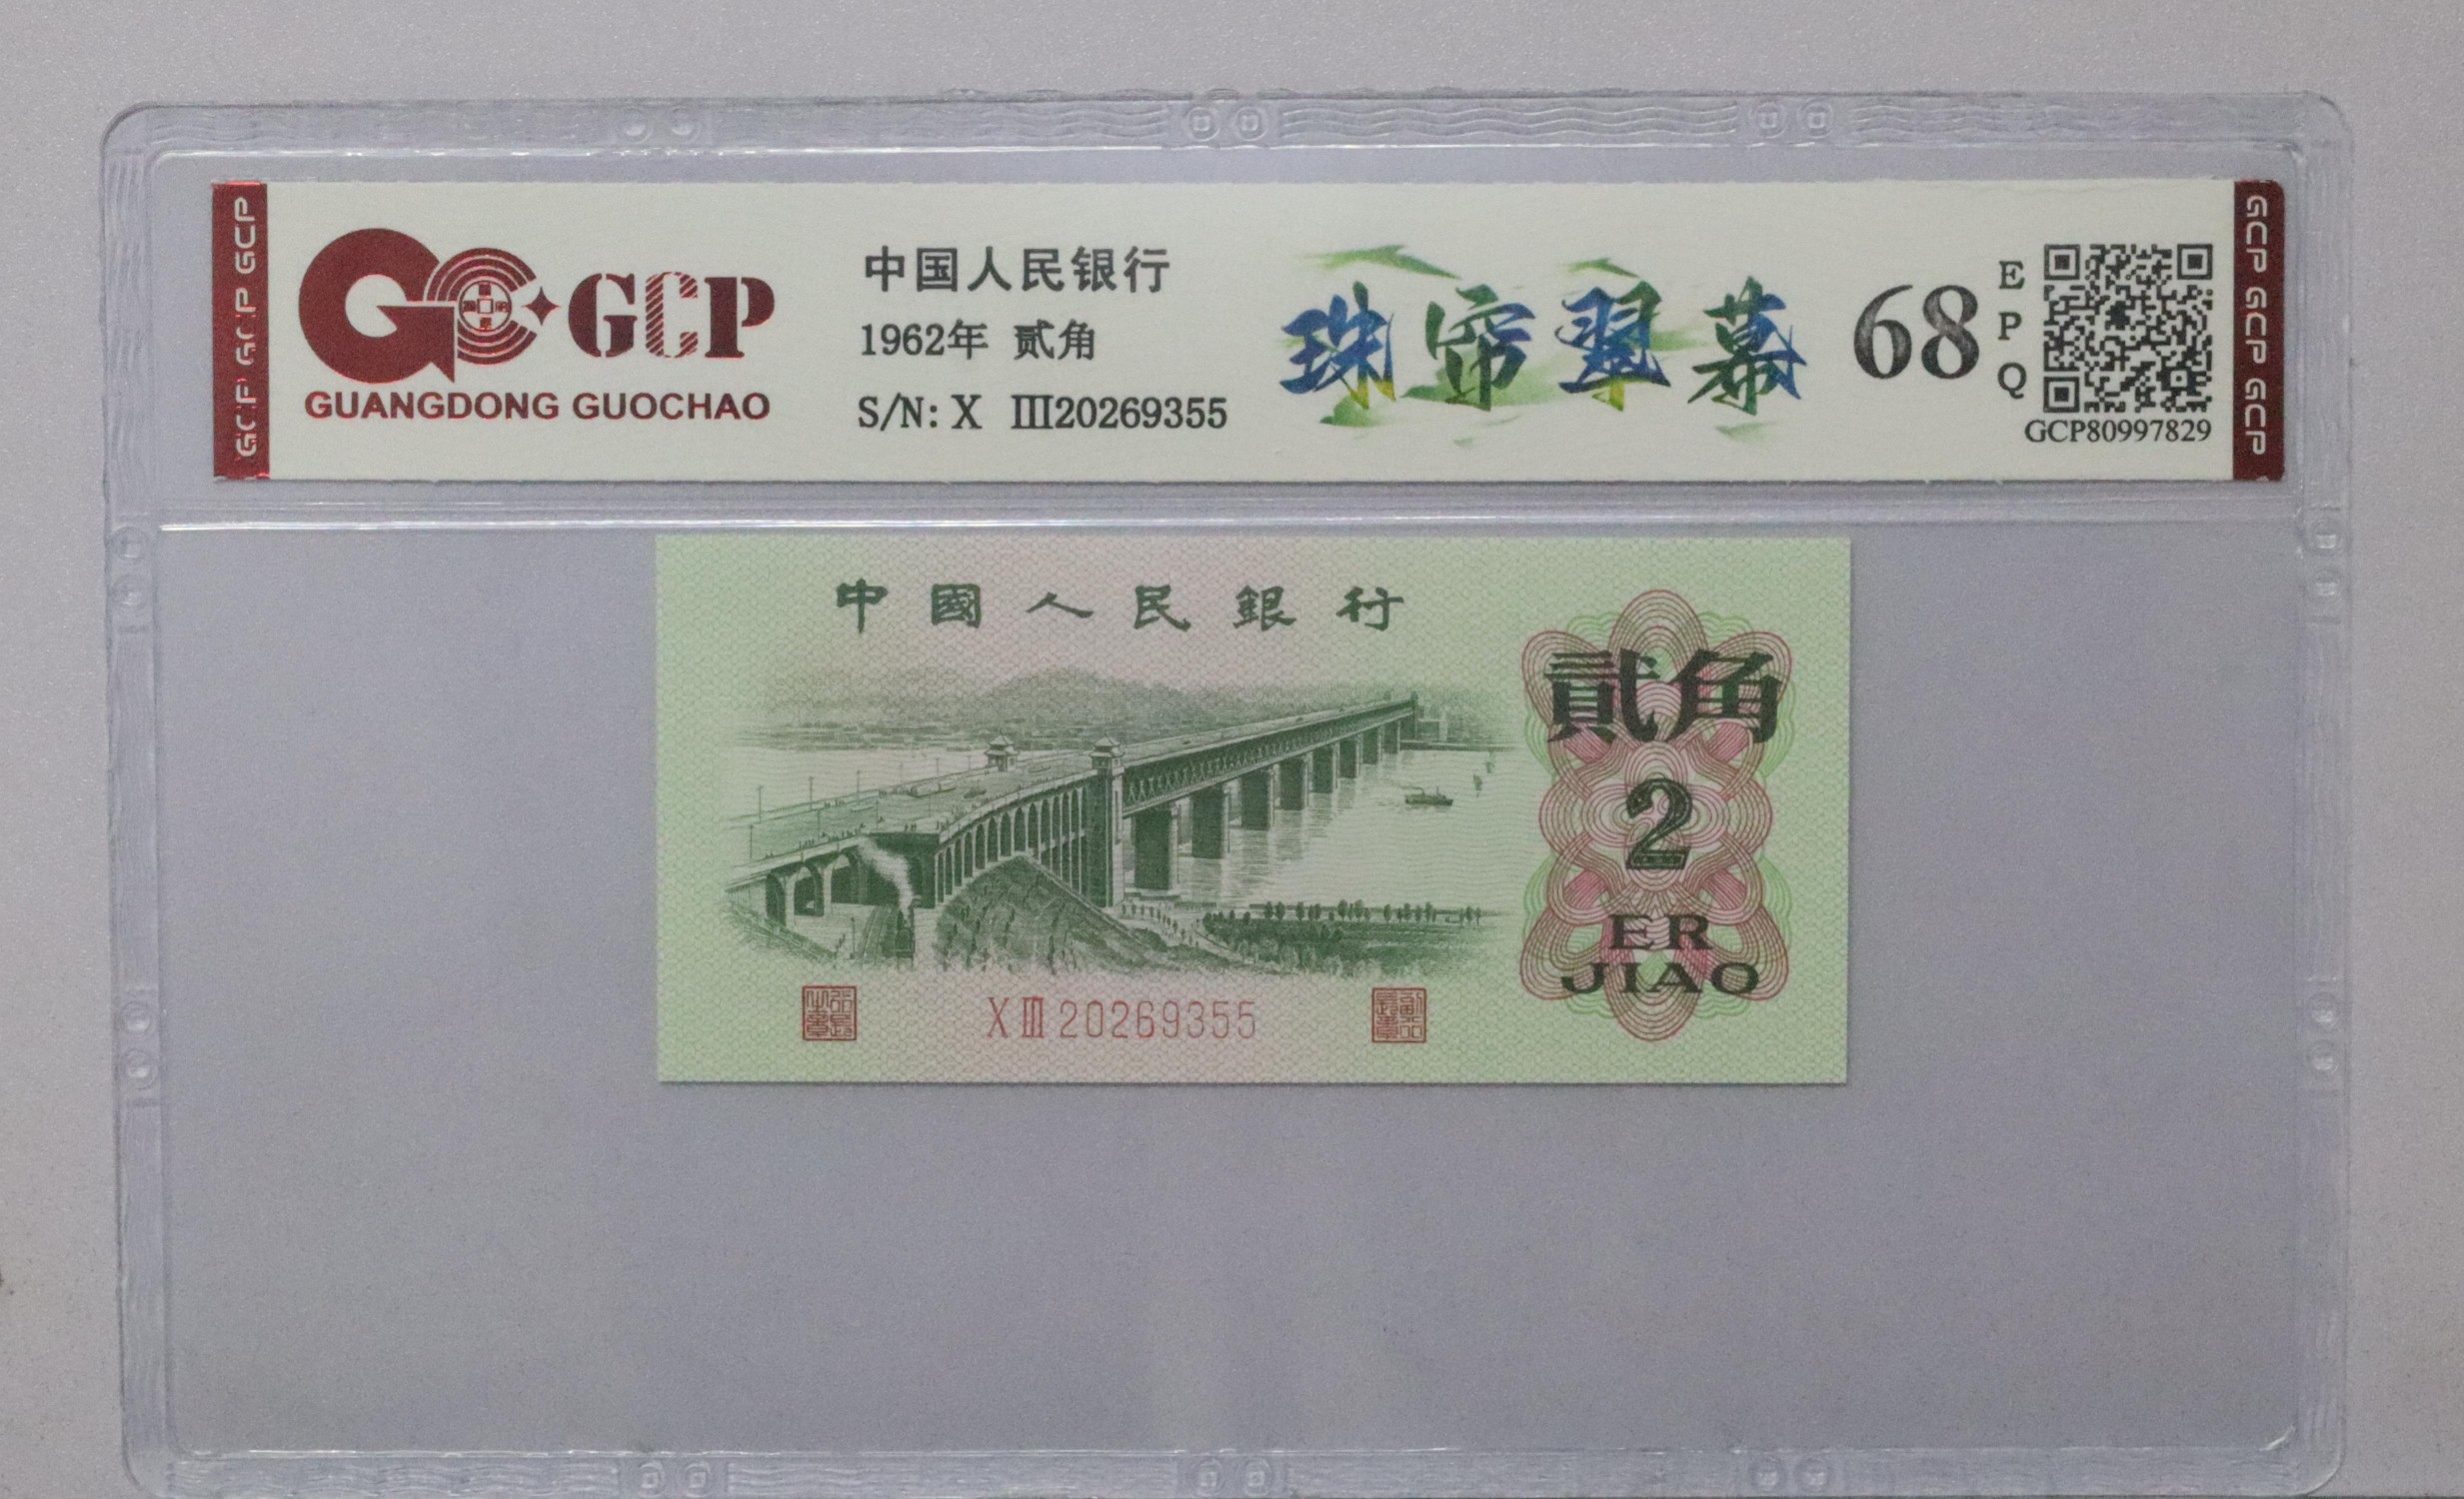 GCP GCP GCP
GCP
GUANGDONG GUOCHAO
中国人民银行
1962年 贰角
S/N: X Ⅲ20269355
珠帘翠幕
68
E
P
Q
GCP80997829
GCP GCP GCP
中國人民銀行
貳角
2
ER
JIAO
X Ⅲ 20269355